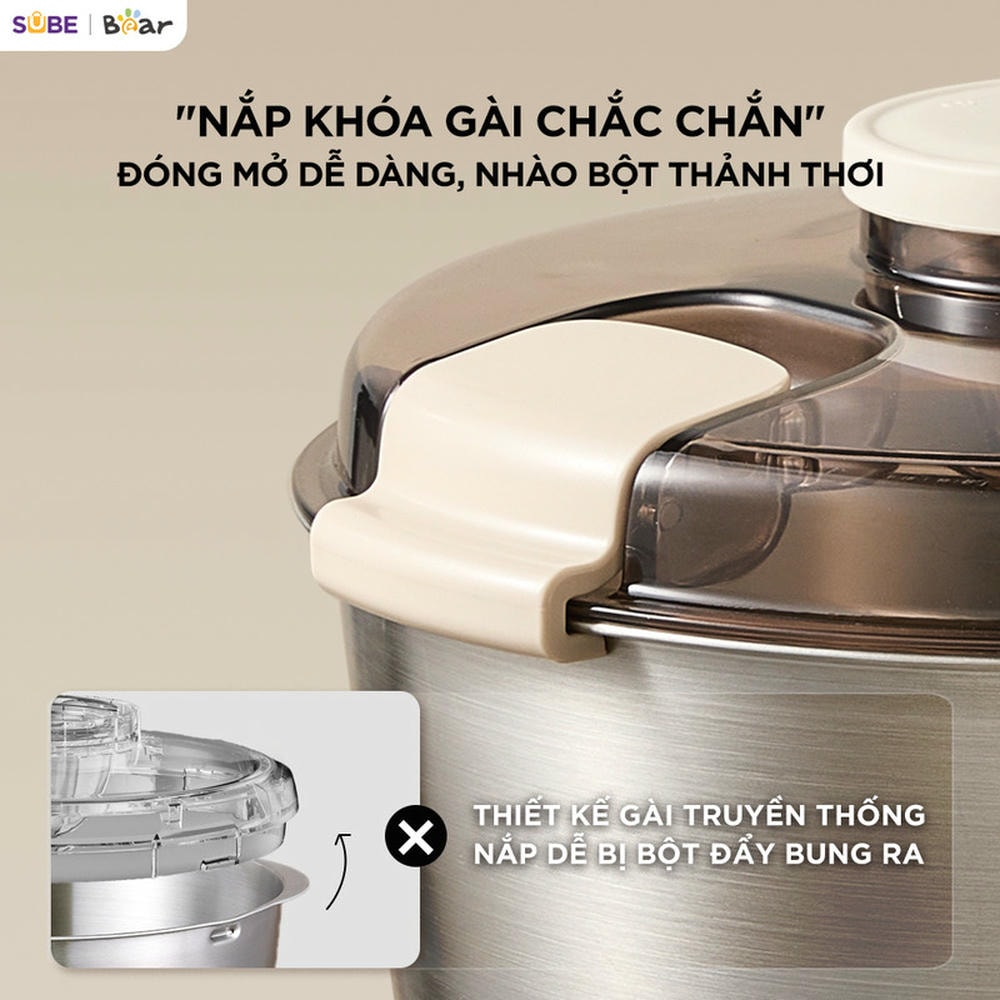 SUBE | Bear
"NẮP KHÓA GÀI CHẮC CHẮN"
ĐÓNG MỞ DỄ DÀNG, NHÀO BỘT THẢNH THƠI
THIẾT KẾ GÀI TRUYỀN THỐNG
NẮP DỄ BỊ BỘT ĐẨY BUNG RA